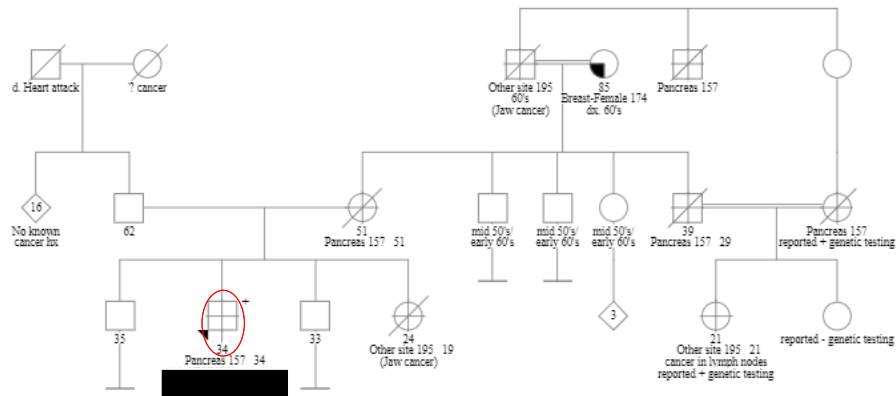 d. Heart attack
? cancer
Other site 195
60's
(Jaw cancer)
85
Breast-Female 174
dx. 60's
Pancreas 157
16
No known
cancer hx
62
51
Pancreas 157 51
mid 50's/
early 60's
mid 50's/
early 60's
mid 50's/
early 60's
39
Pancreas 157 29
Pancreas 157
reported + genetic testing
35
+
34
Pancreas 157 34
33
24
Other site 195 19
(Jaw cancer)
3
21
Other site 195 21
cancer in lymph nodes
reported + genetic testing
reported - genetic testing